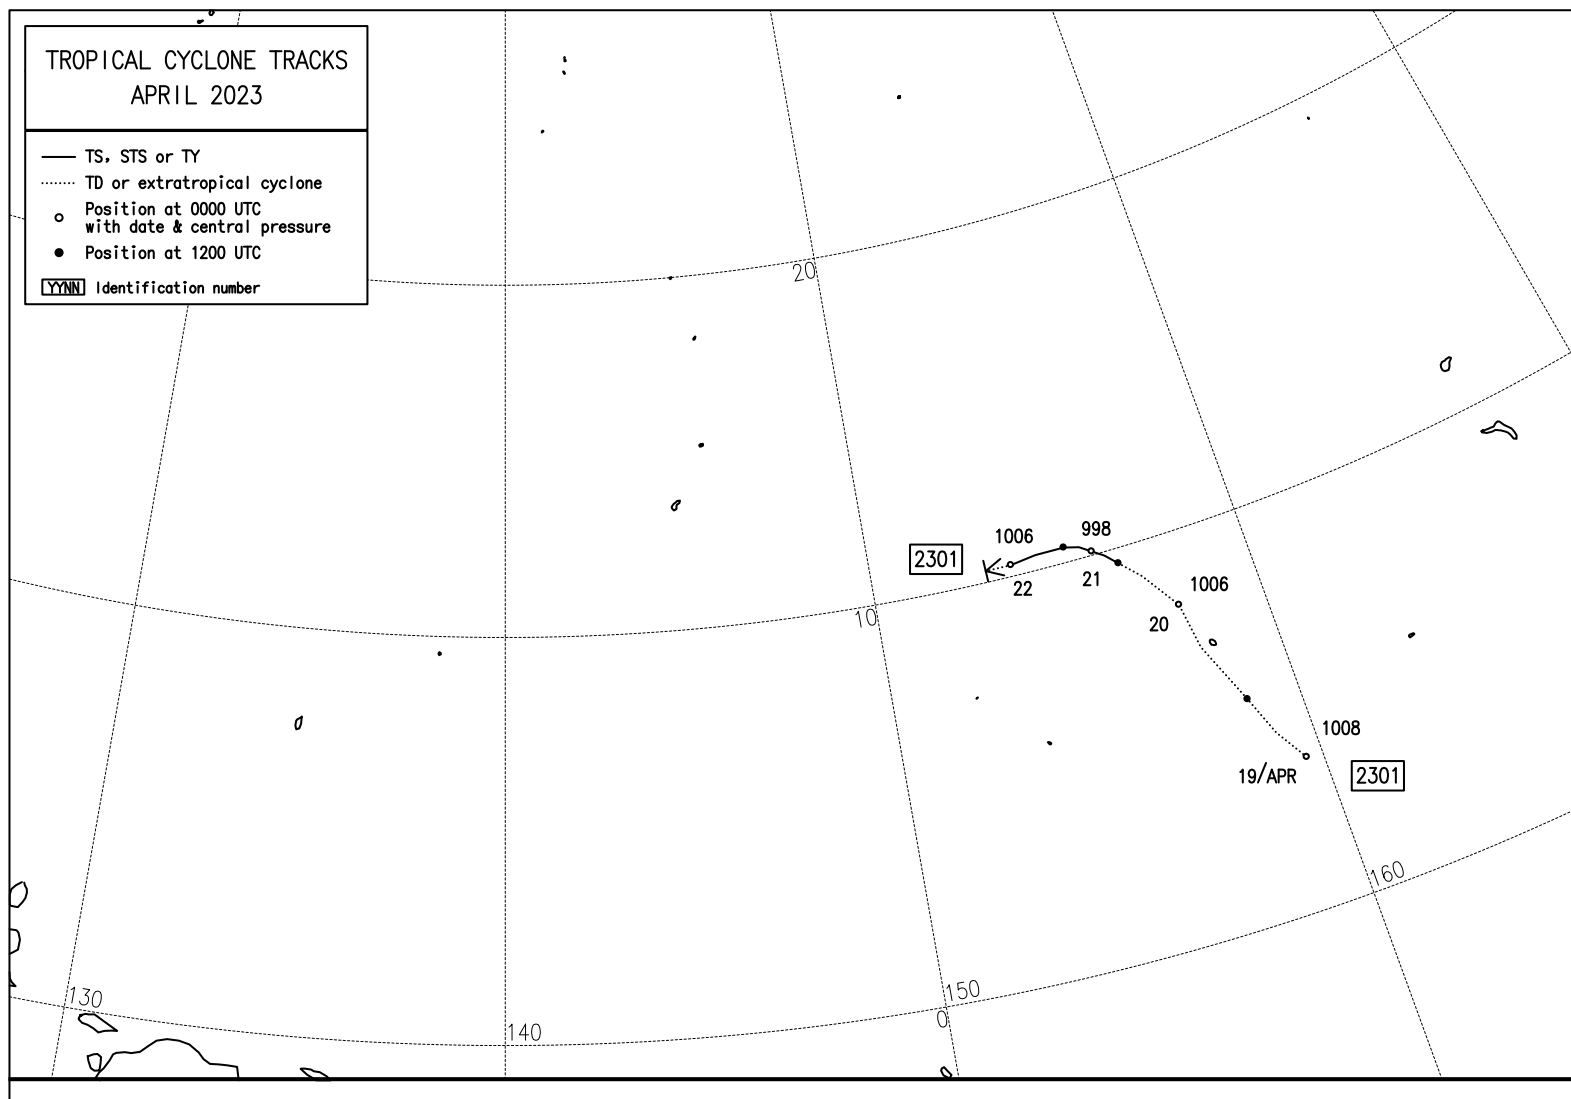 TROPICAL CYCLONE TRACKS
APRIL 2023
TS, STS or TY
TD or extratropical cyclone
Position at 0000 UTC
with date & central pressure
Position at 1200 UTC
YYNN Identification number
20
998
1006
2301
22
21
1006
10
20
1008
19/APR
2301
160
150
130
0
140